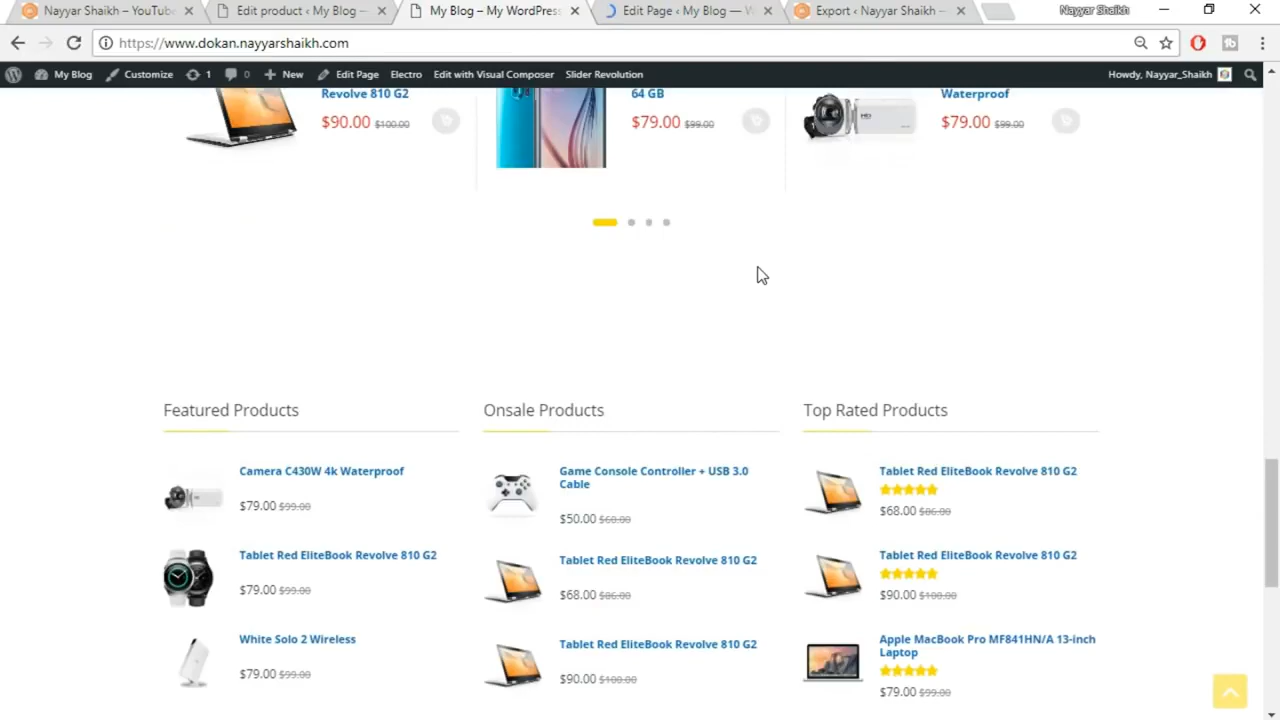 Nayyar Shaikh – YouTub
Edit product ‹ My Blog –
My Blog – My WordPress
Edit Page ‹ My Blog — W
Export ‹ Nayyar Shaikh –
Nayyar Shaikh
https://www.dokan.nayyarshaikh.com
My Blog Customize 1 0 New Edit Page Electro Edit with Visual Composer Slider Revolution Howdy, Nayyar_Shaikh
Revolve 810 G2
$90.00 $100.00
64 GB
$79.00 $99.00
Waterproof
$79.00 $99.00
Featured Products
Camera C430W 4k Waterproof
$79.00 $99.00
Tablet Red EliteBook Revolve 810 G2
$79.00 $99.00
White Solo 2 Wireless
$79.00 $99.00
Onsale Products
Game Console Controller + USB 3.0
Cable
$50.00 $60.00
Tablet Red EliteBook Revolve 810 G2
$68.00 $86.00
Tablet Red EliteBook Revolve 810 G2
$90.00 $100.00
Top Rated Products
Tablet Red EliteBook Revolve 810 G2
$68.00 $86.00
Tablet Red EliteBook Revolve 810 G2
$90.00 $100.00
Apple MacBook Pro MF841HN/A 13-inch
Laptop
$79.00 $99.00